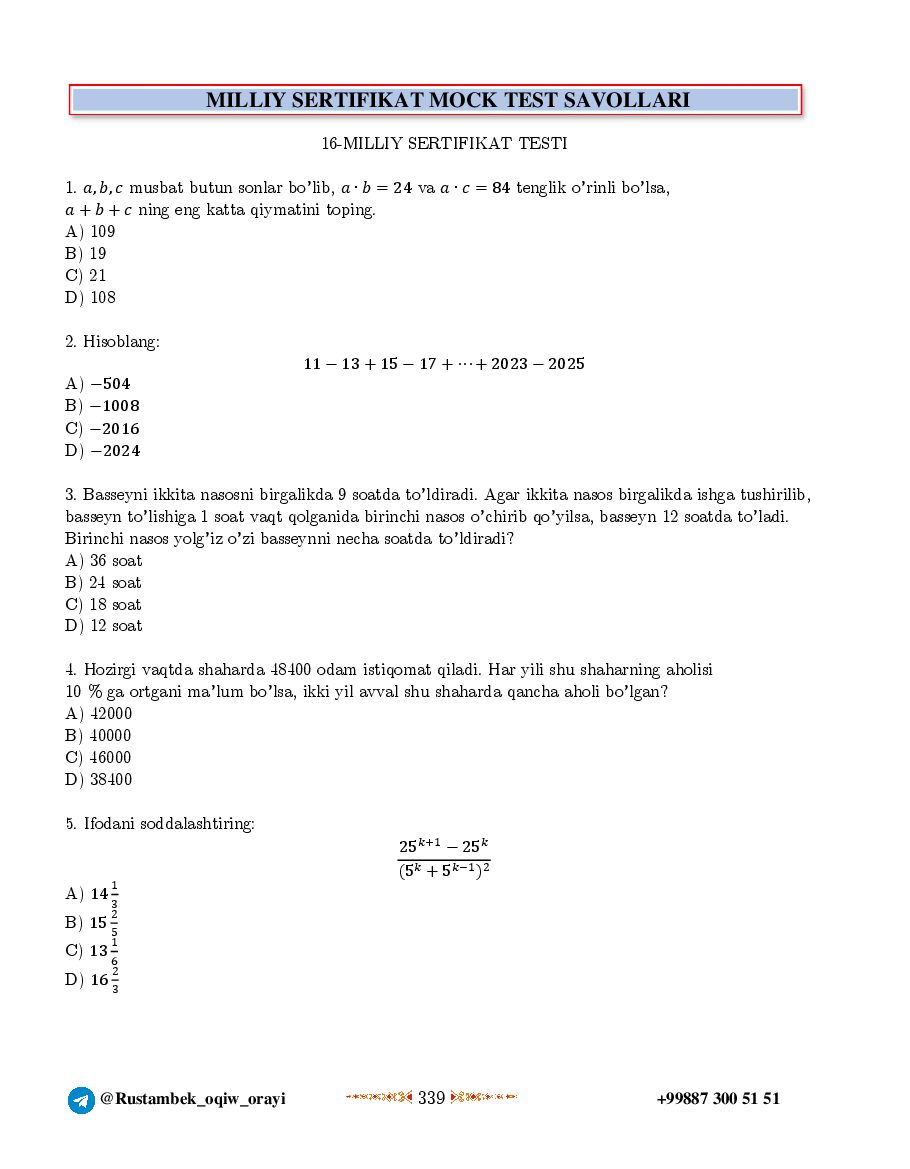 MILLIY SERTIFIKAT MOCK TEST SAVOLLARI
16-MILLIY SERTIFIKAT TESTI
1. a, b, c musbat butun sonlar bo'lib, a · b = 24 va a · c = 84 tenglik o'rinli bo'lsa,
a + b + c ning eng katta qiymatini toping.
A) 109
B) 19
C) 21
D) 108
2. Hisoblang:
11 − 13 + 15 − 17 + ⋯ + 2023 − 2025
A) −504
B) −1008
C) −2016
D) −2024
3. Basseyni ikkita nasosni birgalikda 9 soatda to'ldiradi. Agar ikkita nasos birgalikda ishga tushirilib,
basseyn to'lishiga 1 soat vaqt qolganida birinchi nasos o'chirib qo'yilsa, basseyn 12 soatda to'ladi.
Birinchi nasos yolg'iz o'zi basseynni necha soatda to'ldiradi?
A) 36 soat
B) 24 soat
C) 18 soat
D) 12 soat
4. Hozirgi vaqtda shaharda 48400 odam istiqomat qiladi. Har yili shu shaharning aholisi
10 % ga ortgani ma'lum bo'lsa, ikki yil avval shu shaharda qancha aholi bo'lgan?
A) 42000
B) 40000
C) 46000
D) 38400
5. Ifodani soddalashtiring:
25^{k+1} − 25^k
(5^k + 5^{k−1})^2
A) 14 1/3
B) 15 2/5
C) 13 1/6
D) 16 2/3
@Rustambek_oqiw_orayi 339 +99887 300 51 51